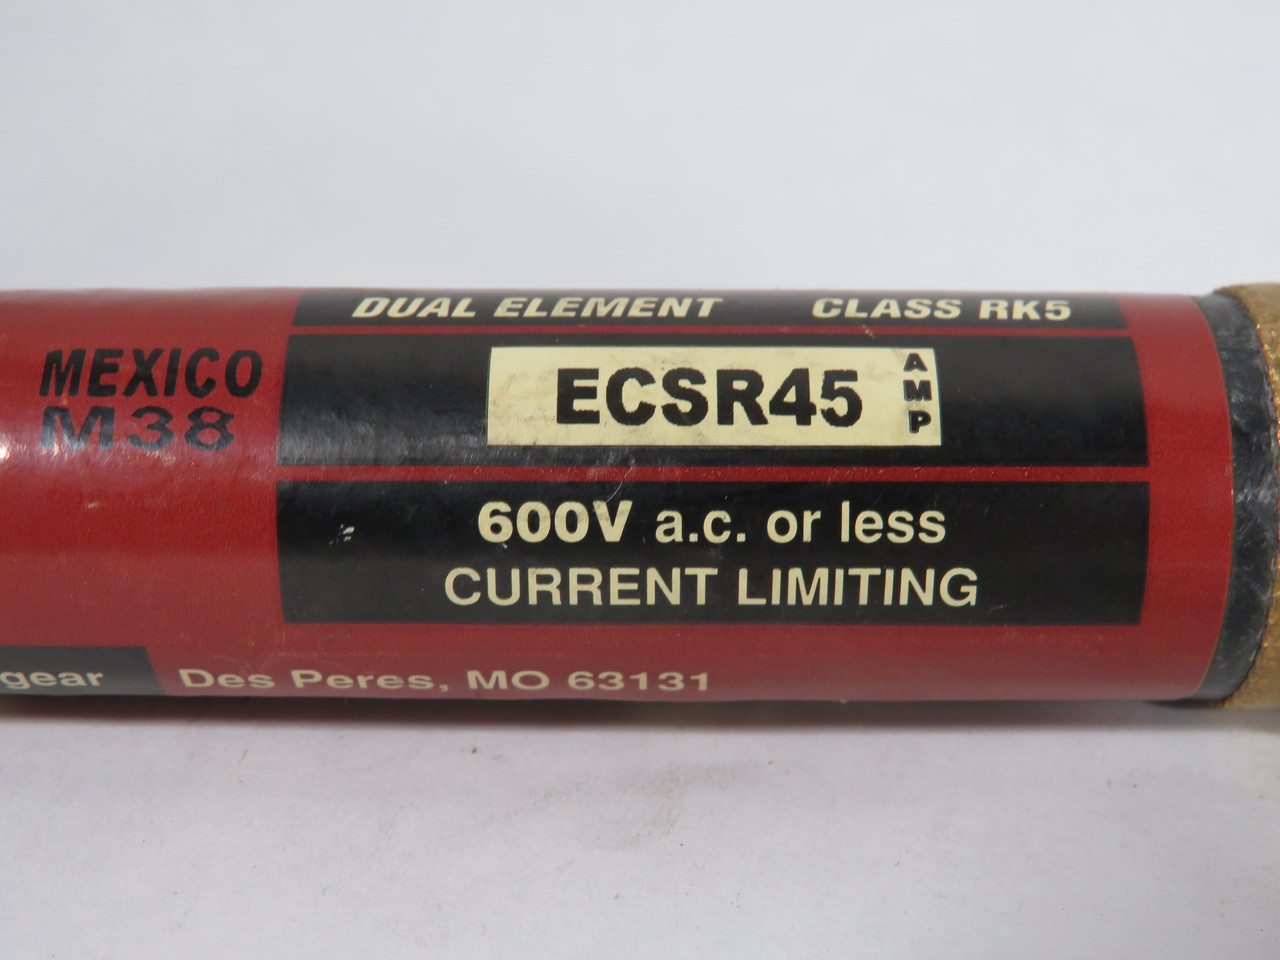 DUAL ELEMENT CLASS RK5
MEXICO
M38
ECSR45 AMP
600V a.c. or less
CURRENT LIMITING
gear Des Peres, MO 63131